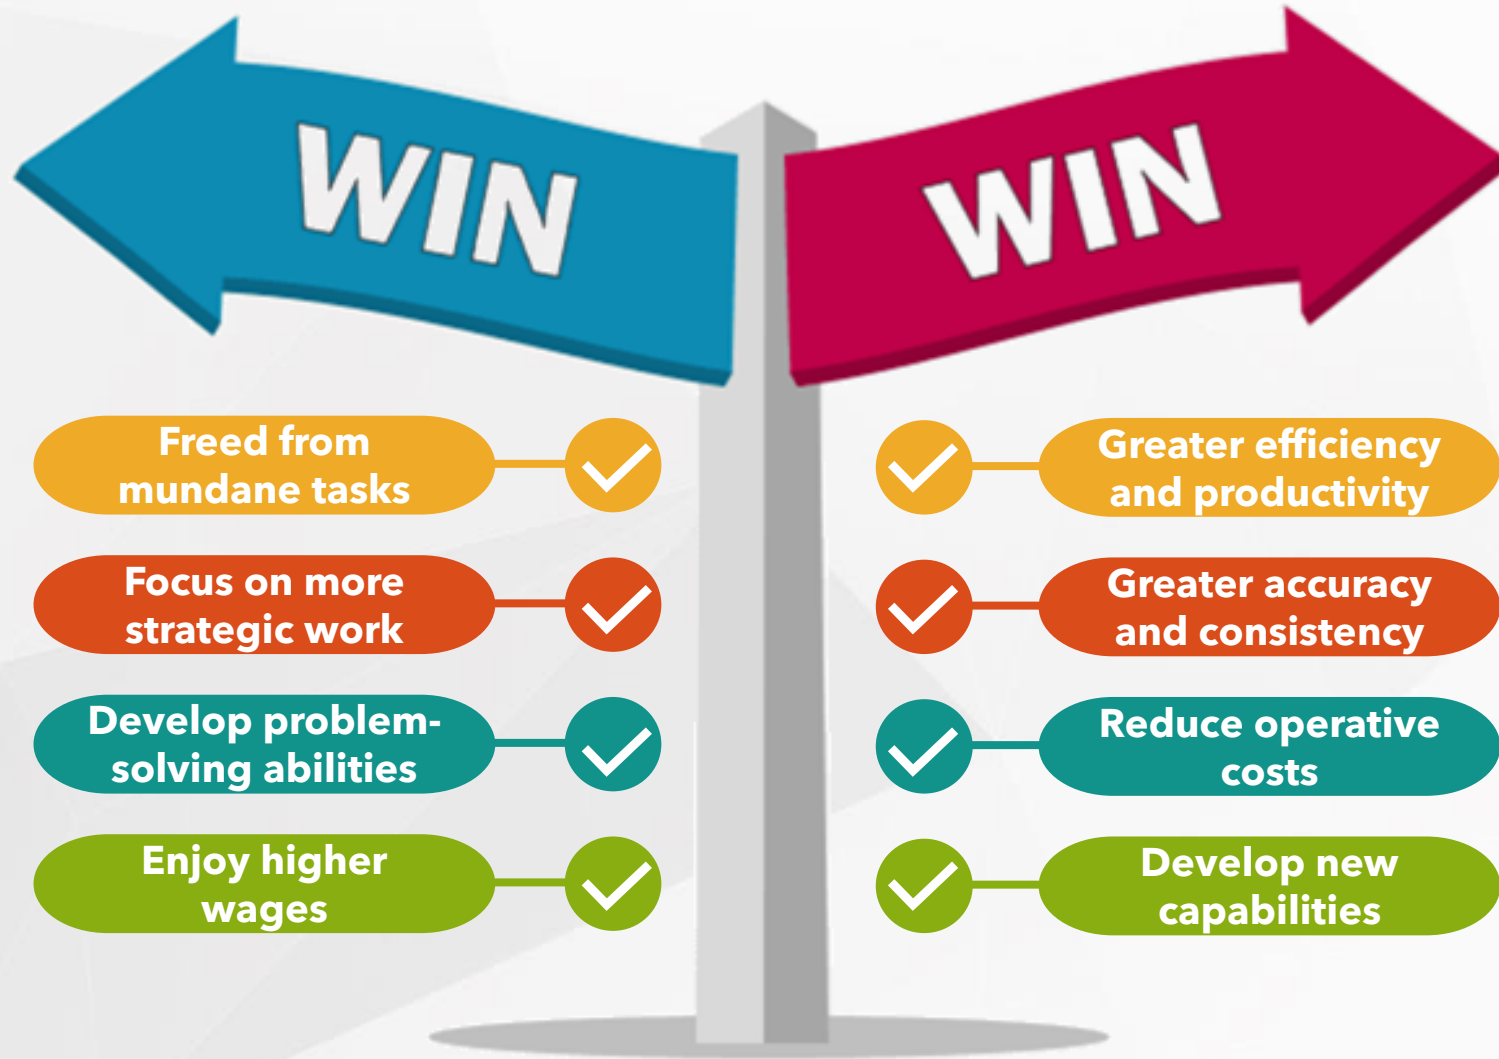 WIN
WIN
Freed from
mundane tasks
Focus on more
strategic work
Develop problem-
solving abilities
Enjoy higher
wages
Greater efficiency
and productivity
Greater accuracy
and consistency
Reduce operative
costs
Develop new
capabilities